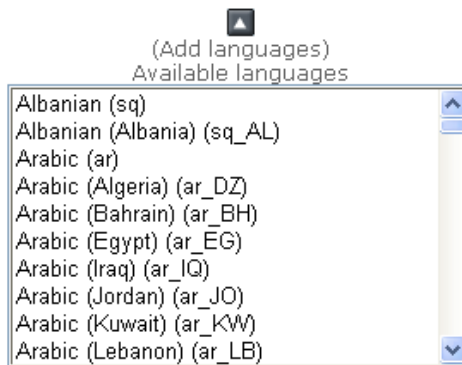 (Add languages)
Available languages
Albanian (sq)
Albanian (Albania) (sq_AL)
Arabic (ar)
Arabic (Algeria) (ar_DZ)
Arabic (Bahrain) (ar_BH)
Arabic (Egypt) (ar_EG)
Arabic (Iraq) (ar_IQ)
Arabic (Jordan) (ar_JO)
Arabic (Kuwait) (ar_KW)
Arabic (Lebanon) (ar_LB)